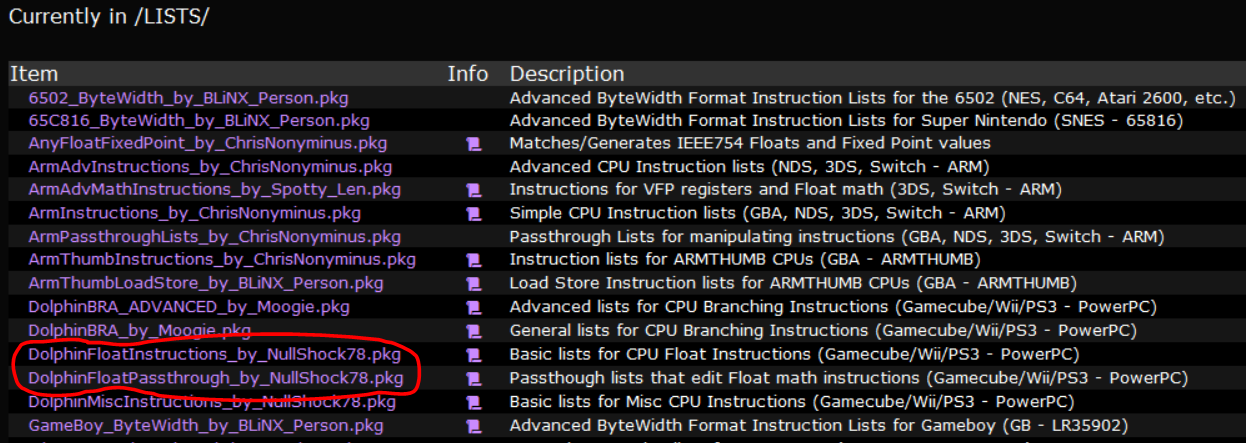 Currently in /LISTS/
Item Info Description
6502_ByteWidth_by_BLiNX_Person.pkg Advanced ByteWidth Format Instruction Lists for the 6502 (NES, C64, Atari 2600, etc.)
65C816_ByteWidth_by_BLiNX_Person.pkg Advanced ByteWidth Format Instruction Lists for Super Nintendo (SNES - 65816)
AnyFloatFixedPoint_by_ChrisNonyminus.pkg Matches/Generates IEEE754 Floats and Fixed Point values
ArmAdvInstructions_by_ChrisNonyminus.pkg Advanced CPU Instruction lists (NDS, 3DS, Switch - ARM)
ArmAdvMathInstructions_by_Spotty_Len.pkg Instructions for VFP registers and Float math (3DS, Switch - ARM)
ArmInstructions_by_ChrisNonyminus.pkg Simple CPU Instruction lists (GBA, NDS, 3DS, Switch - ARM)
ArmPassthroughLists_by_ChrisNonyminus.pkg Passthrough Lists for manipulating instructions (GBA, NDS, 3DS, Switch - ARM)
ArmThumbInstructions_by_ChrisNonyminus.pkg Instruction lists for ARMTHUMB CPUs (GBA - ARMTHUMB)
ArmThumbLoadStore_by_BLiNX_Person.pkg Load Store Instruction lists for ARMTHUMB CPUs (GBA - ARMTHUMB)
DolphinBRA_ADVANCED_by_Moogie.pkg Advanced lists for CPU Branching Instructions (Gamecube/Wii/PS3 - PowerPC)
DolphinBRA_by_Moogie.pkg General lists for CPU Branching Instructions (Gamecube/Wii/PS3 - PowerPC)
DolphinFloatInstructions_by_NullShock78.pkg Basic lists for CPU Float Instructions (Gamecube/Wii/PS3 - PowerPC)
DolphinFloatPassthrough_by_NullShock78.pkg Passthough lists that edit Float math instructions (Gamecube/Wii/PS3 - PowerPC)
DolphinMiscInstructions_by_NullShock78.pkg Basic lists for Misc CPU Instructions (Gamecube/Wii/PS3 - PowerPC)
GameBoy_ByteWidth_by_BLiNX_Person.pkg Advanced ByteWidth Format Instruction Lists for Gameboy (GB - LR35902)